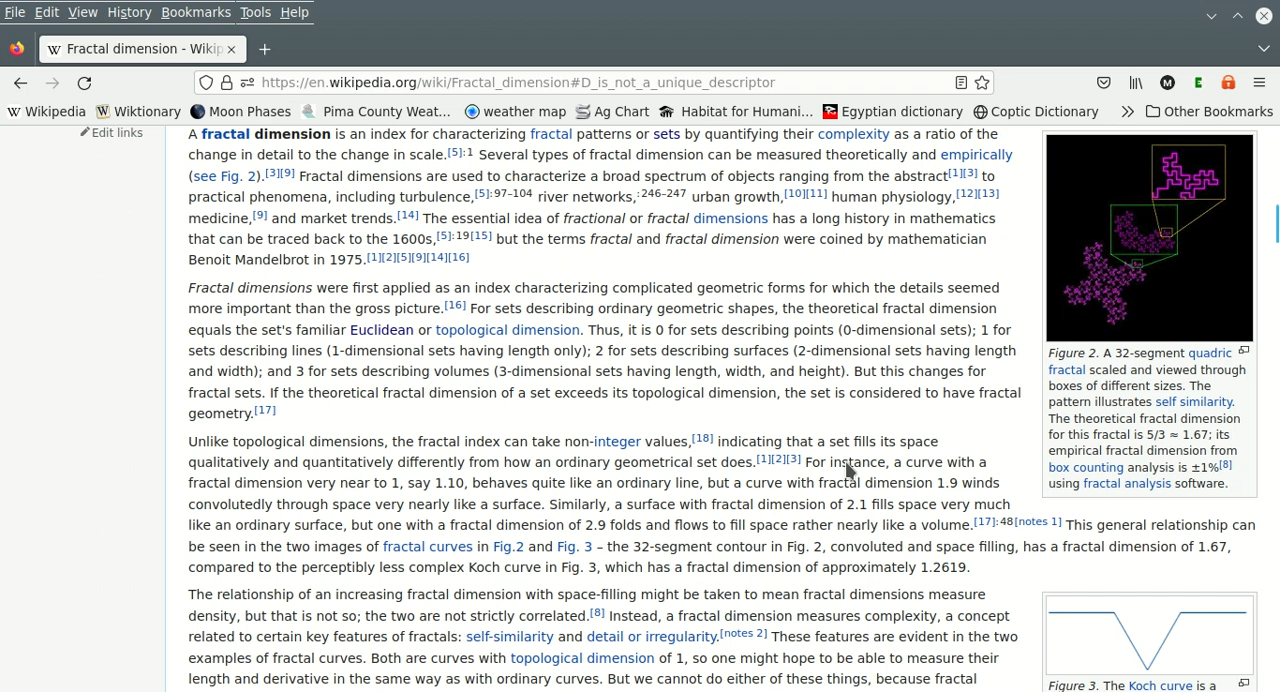 File Edit View History Bookmarks Tools Help
W Fractal dimension - Wikip
https://en.wikipedia.org/wiki/Fractal_dimension#D_is_not_a_unique_descriptor
Wikipedia Wiktionary Moon Phases Pima County Weat… weather map Ag Chart Habitat for Humani… Egyptian dictionary Coptic Dictionary Other Bookmarks
Edit links
A fractal dimension is an index for characterizing fractal patterns or sets by quantifying their complexity as a ratio of the
change in detail to the change in scale.[5]:1 Several types of fractal dimension can be measured theoretically and empirically
(see Fig. 2).[3][9] Fractal dimensions are used to characterize a broad spectrum of objects ranging from the abstract[1][3] to
practical phenomena, including turbulence,[5]:97–104 river networks,:246–247 urban growth,[10][11] human physiology,[12][13]
medicine,[9] and market trends.[14] The essential idea of fractional or fractal dimensions has a long history in mathematics
that can be traced back to the 1600s,[5]:19[15] but the terms fractal and fractal dimension were coined by mathematician
Benoit Mandelbrot in 1975.[1][2][5][9][14][16]
Fractal dimensions were first applied as an index characterizing complicated geometric forms for which the details seemed
more important than the gross picture.[16] For sets describing ordinary geometric shapes, the theoretical fractal dimension
equals the set's familiar Euclidean or topological dimension. Thus, it is 0 for sets describing points (0-dimensional sets); 1 for
sets describing lines (1-dimensional sets having length only); 2 for sets describing surfaces (2-dimensional sets having length
and width); and 3 for sets describing volumes (3-dimensional sets having length, width, and height). But this changes for
fractal sets. If the theoretical fractal dimension of a set exceeds its topological dimension, the set is considered to have fractal
geometry.[17]
Unlike topological dimensions, the fractal index can take non-integer values,[18] indicating that a set fills its space
qualitatively and quantitatively differently from how an ordinary geometrical set does.[1][2][3] For instance, a curve with a
fractal dimension very near to 1, say 1.10, behaves quite like an ordinary line, but a curve with fractal dimension 1.9 winds
convolutedly through space very nearly like a surface. Similarly, a surface with fractal dimension of 2.1 fills space very much
like an ordinary surface, but one with a fractal dimension of 2.9 folds and flows to fill space rather nearly like a volume.[17]:48[notes 1] This general relationship can
be seen in the two images of fractal curves in Fig.2 and Fig. 3 – the 32-segment contour in Fig. 2, convoluted and space filling, has a fractal dimension of 1.67,
compared to the perceptibly less complex Koch curve in Fig. 3, which has a fractal dimension of approximately 1.2619.
The relationship of an increasing fractal dimension with space-filling might be taken to mean fractal dimensions measure
density, but that is not so; the two are not strictly correlated.[8] Instead, a fractal dimension measures complexity, a concept
related to certain key features of fractals: self-similarity and detail or irregularity.[notes 2] These features are evident in the two
examples of fractal curves. Both are curves with topological dimension of 1, so one might hope to be able to measure their
length and derivative in the same way as with ordinary curves. But we cannot do either of these things, because fractal
Figure 2. A 32-segment quadric
fractal scaled and viewed through
boxes of different sizes. The
pattern illustrates self similarity.
The theoretical fractal dimension
for this fractal is 5/3 ≈ 1.67; its
empirical fractal dimension from
box counting analysis is ±1%[8]
using fractal analysis software.
Figure 3. The Koch curve is a